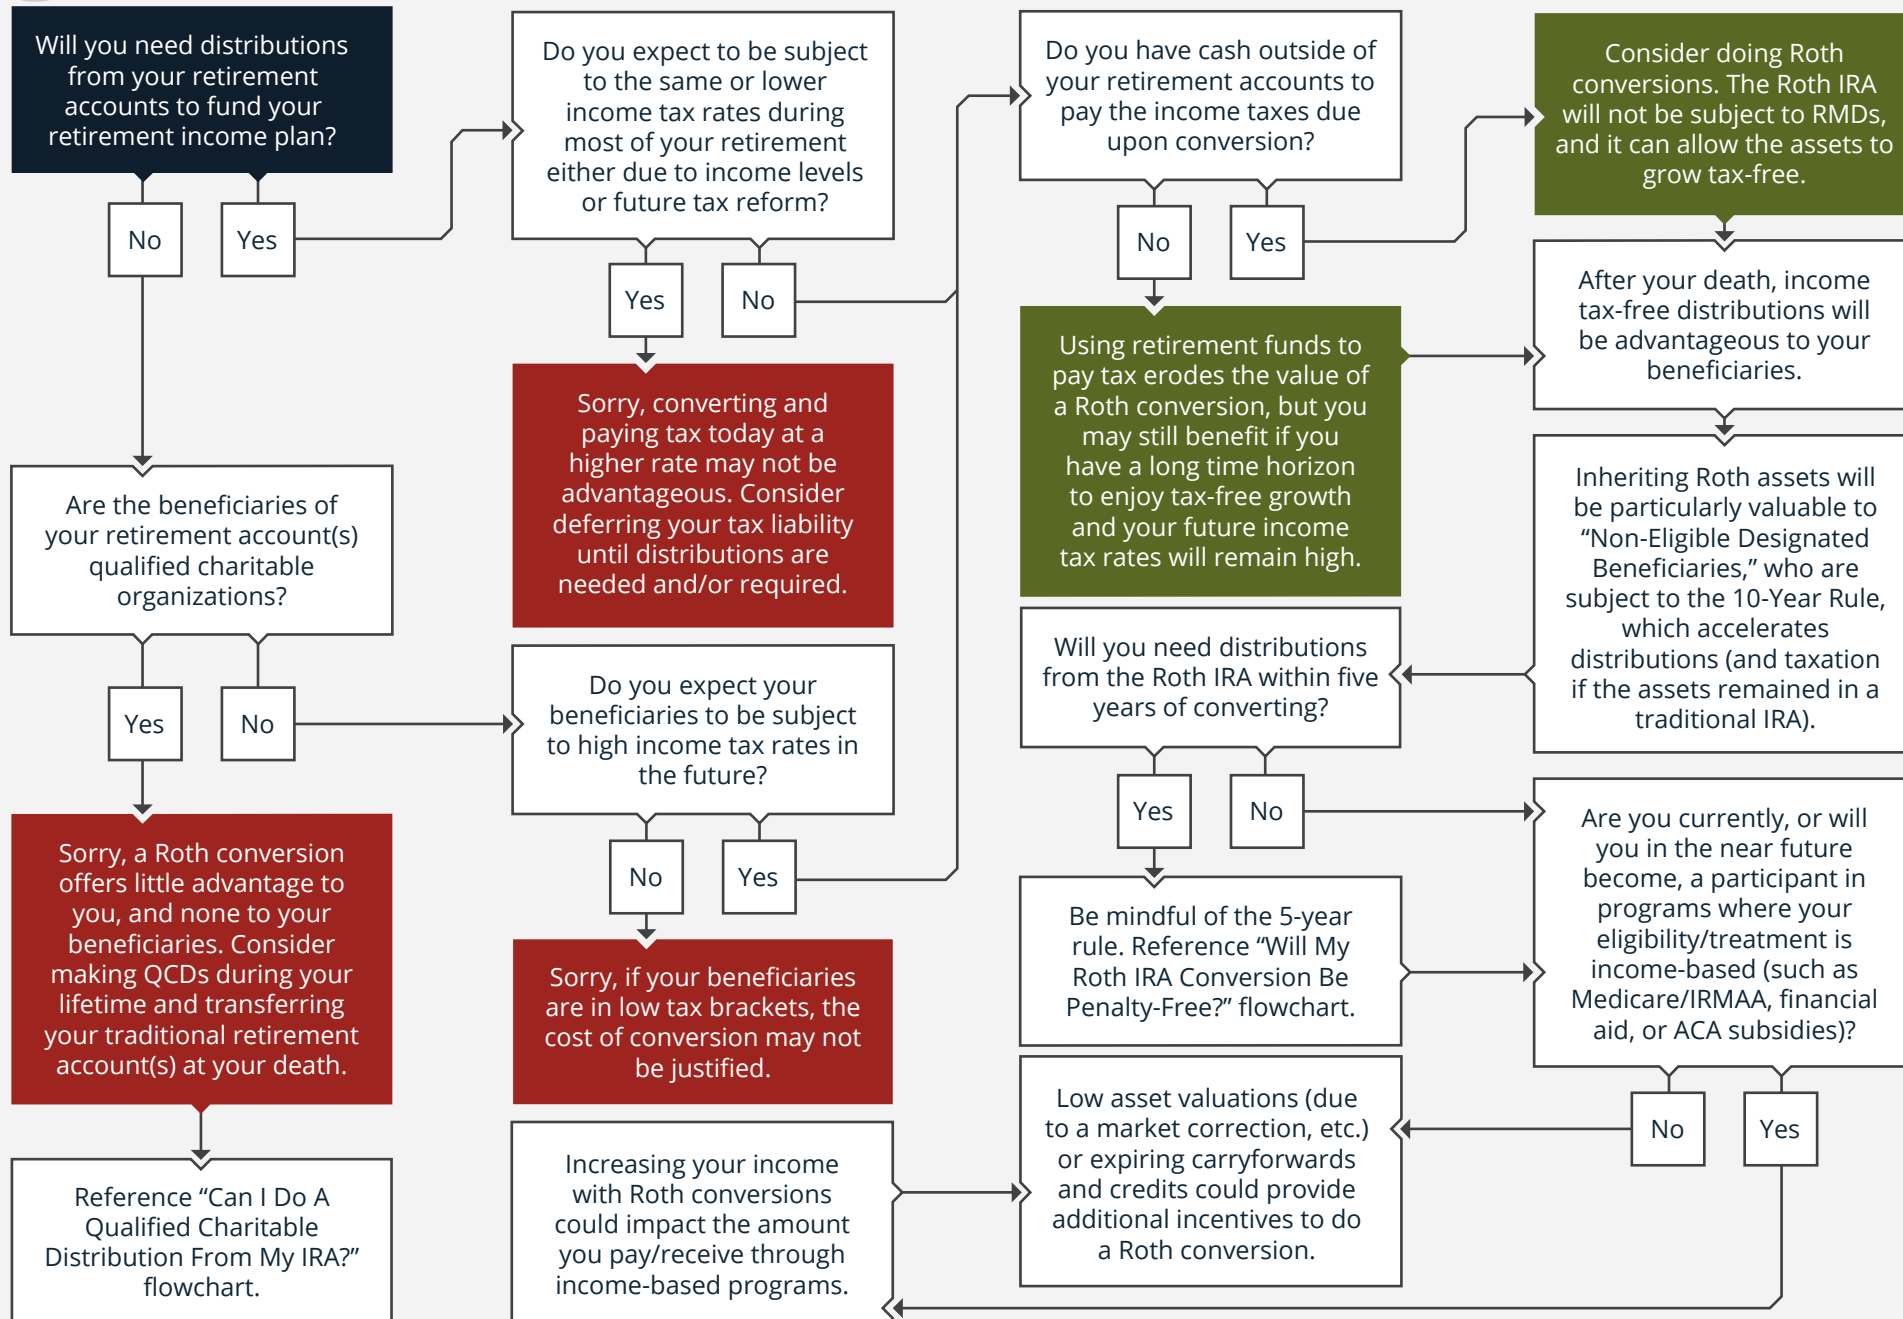 Will you need distributions
from your retirement
accounts to fund your
retirement income plan?
No
Yes
Are the beneficiaries of
your retirement account(s)
qualified charitable
organizations?
Yes
No
Sorry, a Roth conversion
offers little advantage to
you, and none to your
beneficiaries. Consider
making QCDs during your
lifetime and transferring
your traditional retirement
account(s) at your death.
Reference “Can I Do A
Qualified Charitable
Distribution From My IRA?”
flowchart.
Do you expect to be subject
to the same or lower
income tax rates during
most of your retirement
either due to income levels
or future tax reform?
Yes
No
Sorry, converting and
paying tax today at a
higher rate may not be
advantageous. Consider
deferring your tax liability
until distributions are
needed and/or required.
Do you expect your
beneficiaries to be subject
to high income tax rates in
the future?
No
Yes
Sorry, if your beneficiaries
are in low tax brackets, the
cost of conversion may not
be justified.
Increasing your income
with Roth conversions
could impact the amount
you pay/receive through
income-based programs.
Do you have cash outside of
your retirement accounts to
pay the income taxes due
upon conversion?
No
Yes
Using retirement funds to
pay tax erodes the value of
a Roth conversion, but you
may still benefit if you
have a long time horizon
to enjoy tax-free growth
and your future income
tax rates will remain high.
Will you need distributions
from the Roth IRA within five
years of converting?
Yes
No
Be mindful of the 5-year
rule. Reference “Will My
Roth IRA Conversion Be
Penalty-Free?” flowchart.
Low asset valuations (due
to a market correction, etc.)
or expiring carryforwards
and credits could provide
additional incentives to do
a Roth conversion.
Consider doing Roth
conversions. The Roth IRA
will not be subject to RMDs,
and it can allow the assets to
grow tax-free.
After your death, income
tax-free distributions will
be advantageous to your
beneficiaries.
Inheriting Roth assets will
be particularly valuable to
“Non-Eligible Designated
Beneficiaries,” who are
subject to the 10-Year Rule,
which accelerates
distributions (and taxation
if the assets remained in a
traditional IRA).
Are you currently, or will
you in the near future
become, a participant in
programs where your
eligibility/treatment is
income-based (such as
Medicare/IRMAA, financial
aid, or ACA subsidies)?
No
Yes